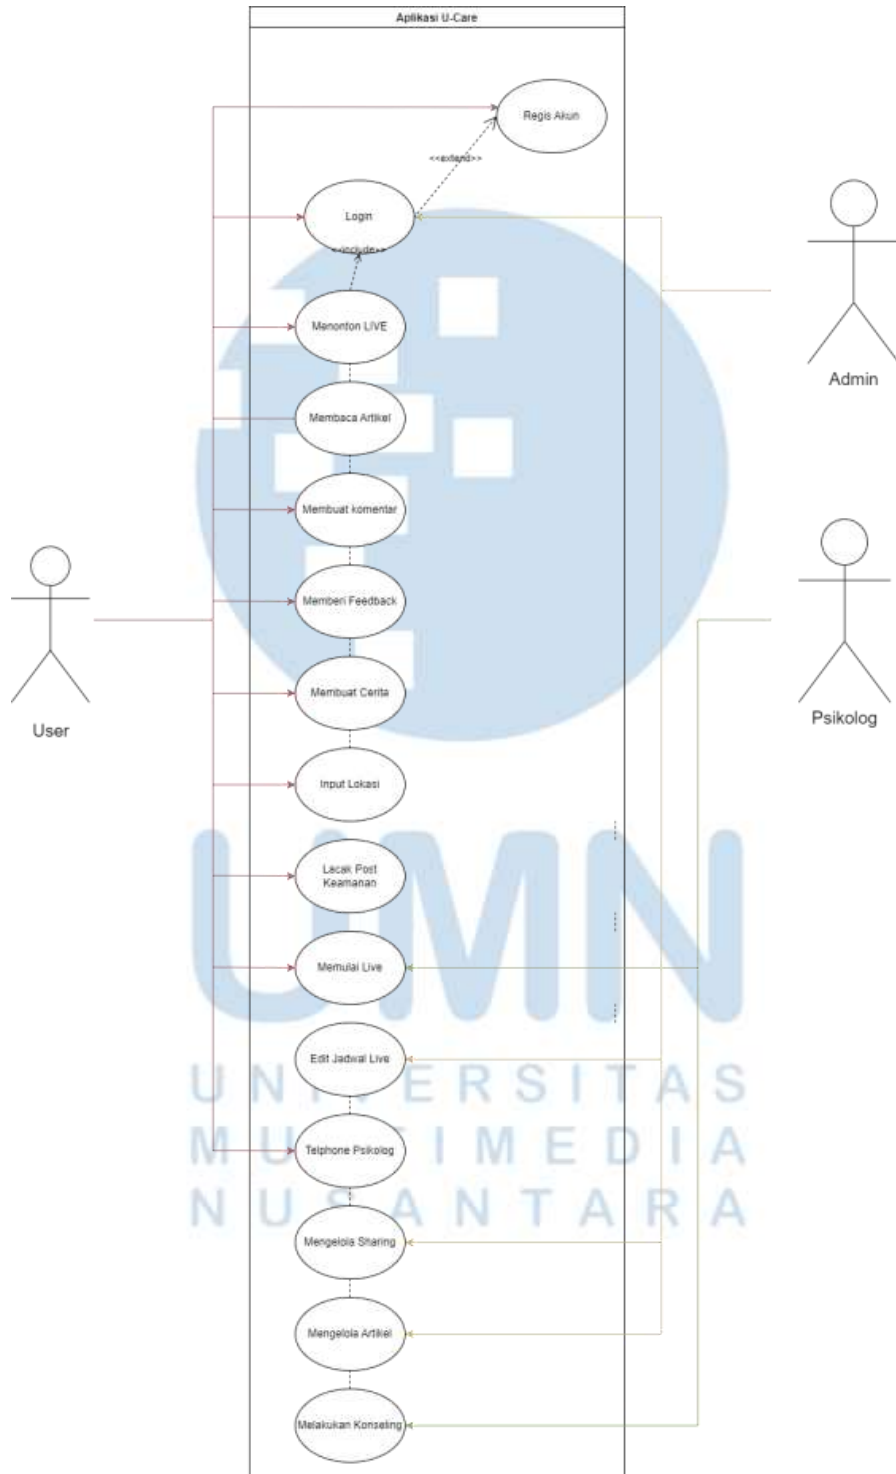 Aplikasi U-Care
Regis Akun
<<extend>>
Login
<<include>>
Menonton LIVE
Admin
Membaca Artikel
Membuat komentar
Memberi Feedback
Membuat Cerita
Psikolog
User
Input Lokasi
Lacak Post
Keamanan
UMN
Memulai Live
Edit Jadwal Live
UNIVERSITAS
Telphone Psikolog
MULTIMEDIA
NUSANTARA
Mengelola Sharing
Mengelola Artikel
Melakukan Konseling